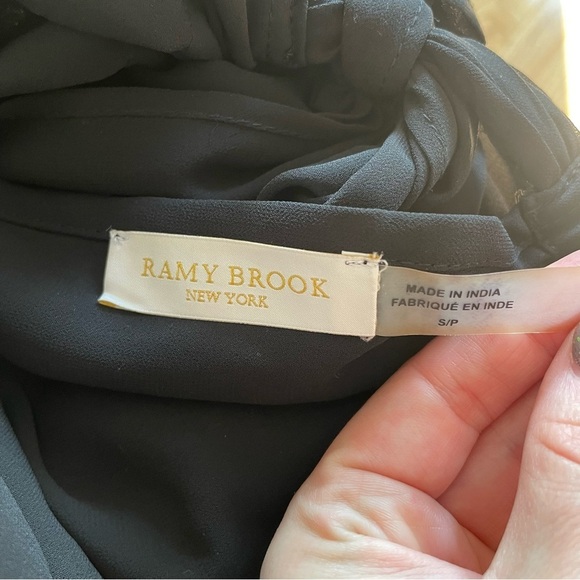 RAMY BROOK
NEW YORK
MADE IN INDIA
FABRIQUÉ EN INDE
S/P